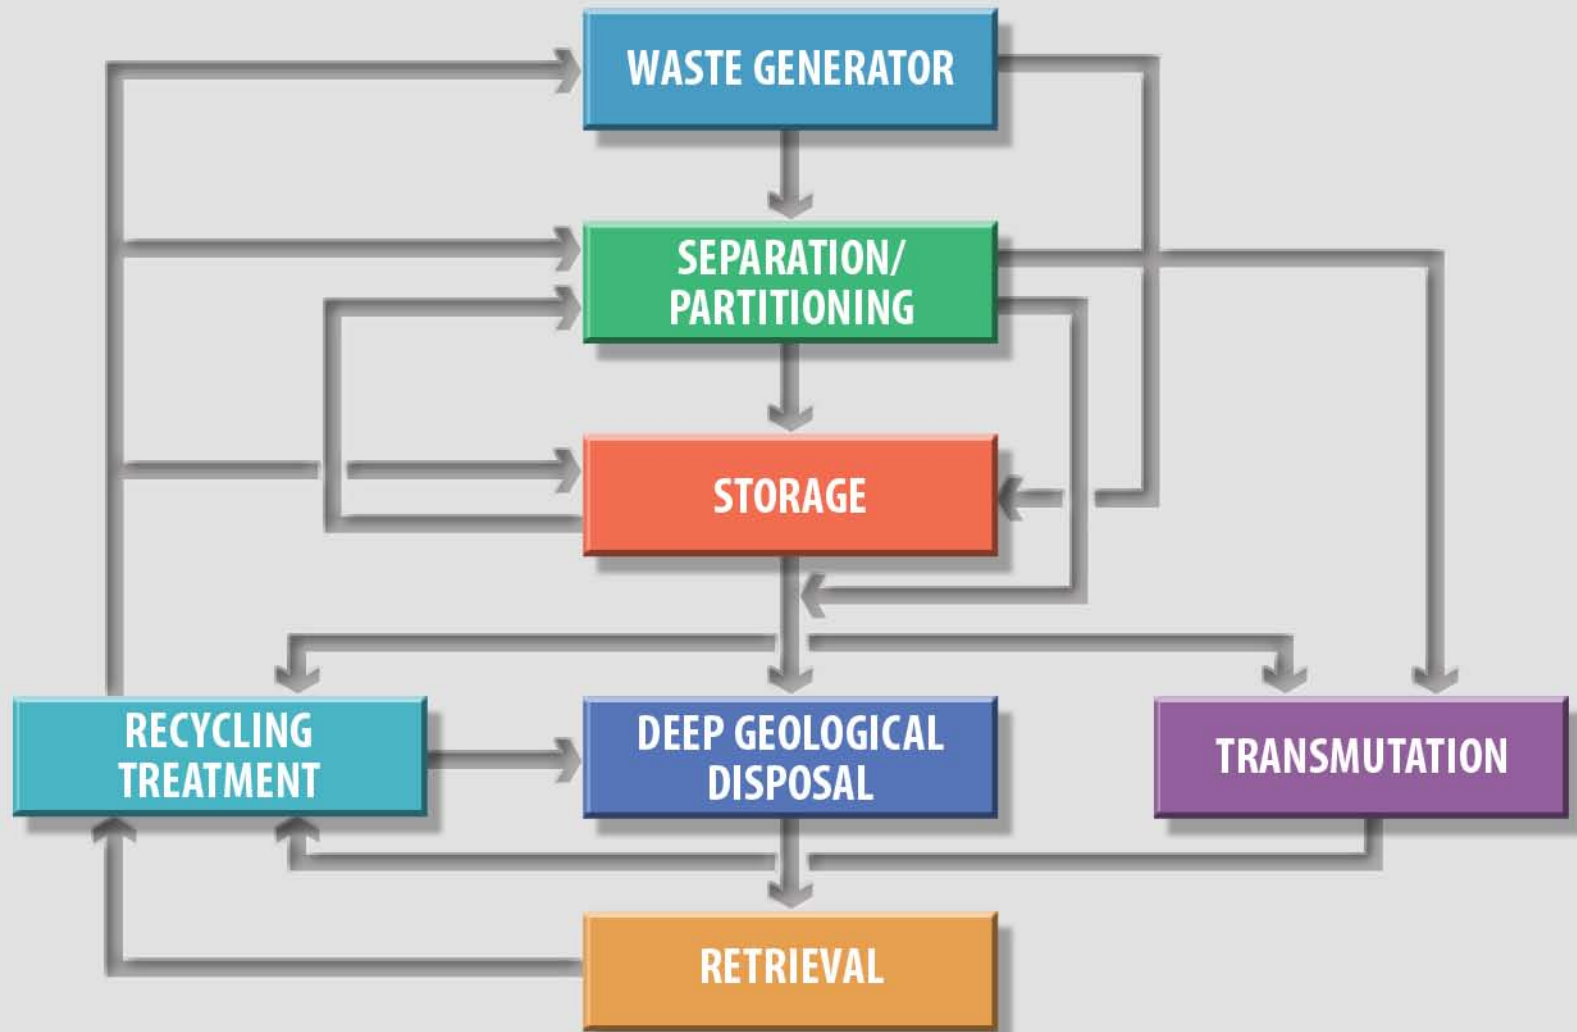 WASTE GENERATOR
SEPARATION/
PARTITIONING
STORAGE
RECYCLING
TREATMENT
DEEP GEOLOGICAL
DISPOSAL
TRANSMUTATION
RETRIEVAL